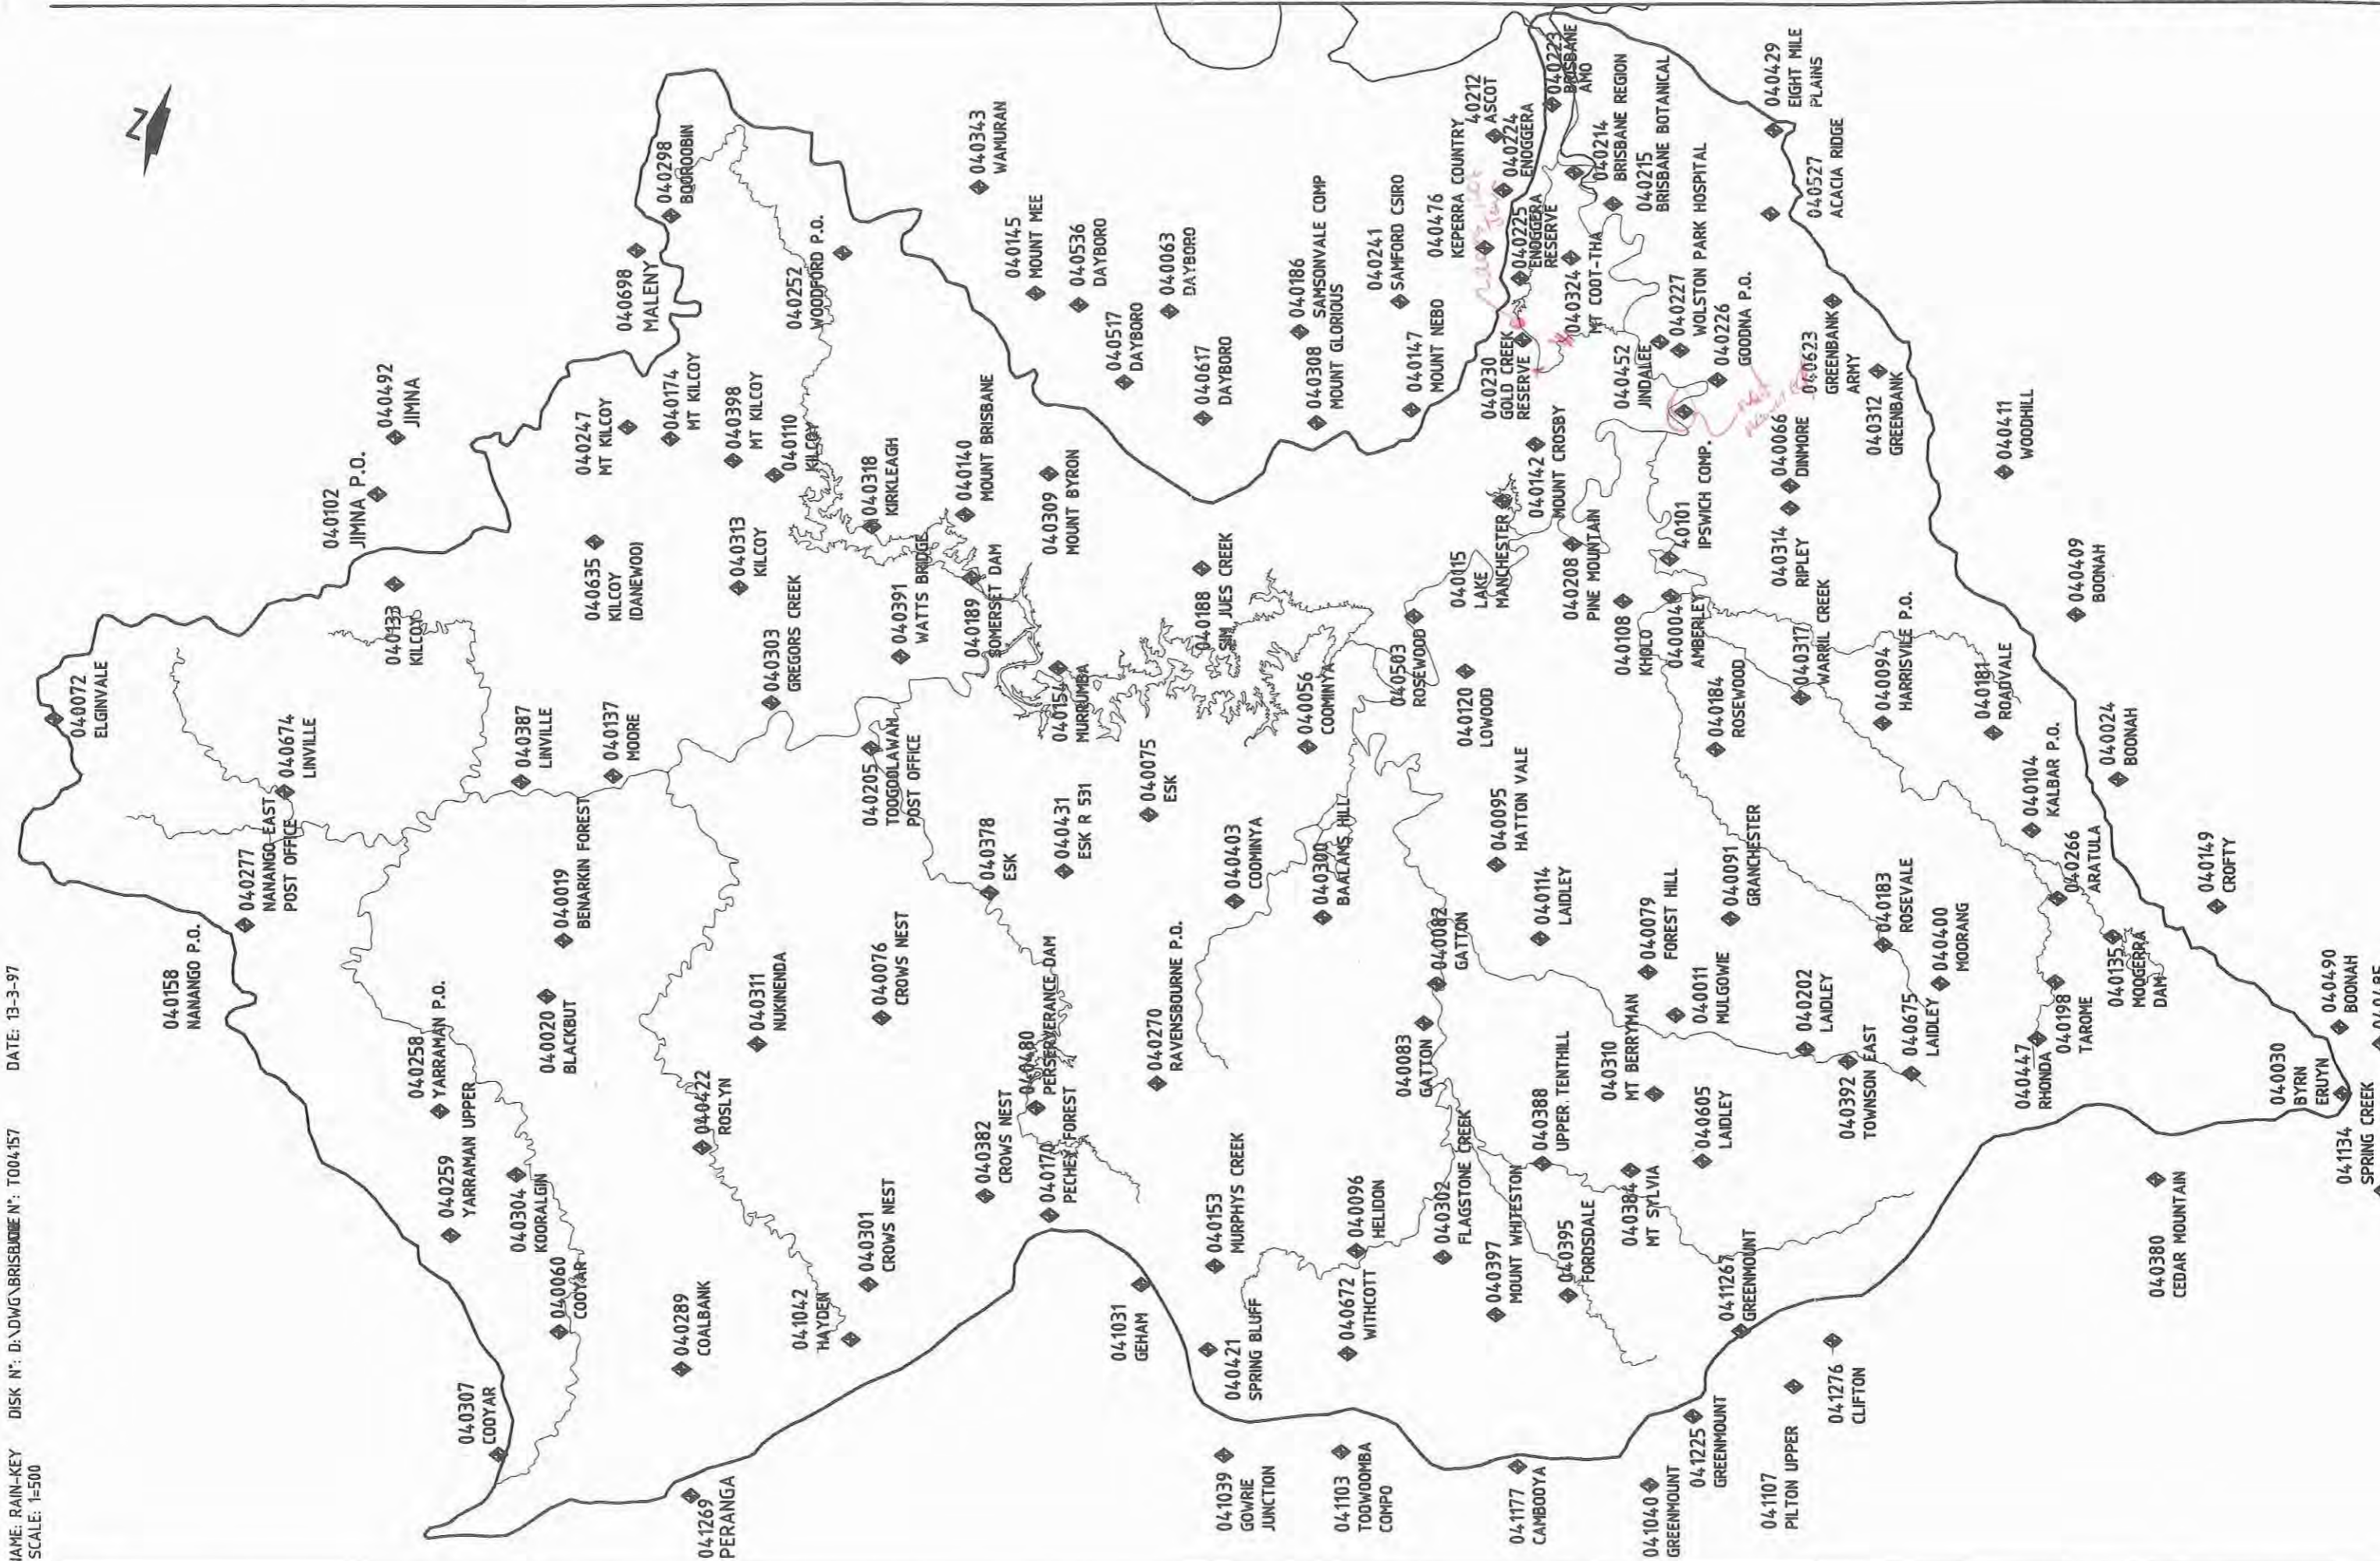 NAME: RAIN-KEY DISK N°: D:\DWG\BRISBANE N°: T004157 DATE: 13-3-97
SCALE: 1=500
N
040072
ELGINVALE
040674
LINVILLE
040277
NANANGO EAST
POST OFFICE
040158
NANANGO P.O.
040102
JIMNA P.O.
040492
JIMNA
040133
KILCOY
040387
LINVILLE
040137
MOORE
040019
BENARKIN FOREST
040020
BLACKBUT
040258
YARRAMAN P.O.
040259
YARRAMAN UPPER
040304
KOORALGIN
040060
COOYAR
040307
COOYAR
041269
PERANGA
040289
COALBANK
041042
HAYDEN
040301
CROWS NEST
040422
ROSLYN
040311
NUKINENDA
040076
CROWS NEST
040205
TOOGOOLAWAH
POST OFFICE
040303
GREGORS CREEK
040635
KILCOY
(DANEWOO)
040247
MT KILCOY
040174
MT KILCOY
040698
MALENY
040298
BOOROOBIN
040398
MT KILCOY
040110
KILCOY
040313
KILCOY
040252
WOODFORD P.O.
040318
KIRKLEAGH
040391
WATTS BRIDGE
040140
MOUNT BRISBANE
040189
SOMERSET DAM
040309
MOUNT BYRON
040343
WAMURAN
040145
MOUNT MEE
040536
DAYBORO
040517
DAYBORO
040063
DAYBORO
040617
DAYBORO
040186
SAMSONVALE COMP
040308
MOUNT GLORIOUS
040241
SAMFORD CSIRO
040147
MOUNT NEBO
040476
KEPERRA COUNTRY
40212
ASCOT
040224
ENOGGERA
040223
BRISBANE
AMO
040225
ENOGGERA
RESERVE
040230
GOLD CREEK
RESERVE
040214
BRISBANE REGION
040215
BRISBANE BOTANICAL
040324
MT COOT-THA
040452
JINDALEE
040227
WOLSTON PARK HOSPITAL
040226
GOODNA P.O.
040429
EIGHT MILE
PLAINS
040527
ACACIA RIDGE
040623
GREENBANK
ARMY
040312
GREENBANK
040411
WOODHILL
040066
DINMORE
040314
RIPLEY
40101
IPSWICH COMP.
040142
MOUNT CROSBY
040208
PINE MOUNTAIN
040115
LAKE
MANCHESTER
040108
KHOLO
040004
AMBERLEY
040317
WARRIL CREEK
040184
ROSEWOOD
040094
HARRISVILE P.O.
040181
ROADVALE
040409
BOONAH
040024
BOONAH
040104
KALBAR P.O.
040266
ARATULA
040149
CROFTY
040135
MOOGERRA
DAM
040198
TAROME
040447
RHONDA
040400
MOORANG
040183
ROSEVALE
040091
GRANCHESTER
040079
FOREST HILL
040011
MULGOWIE
040202
LAIDLEY
040675
LAIDLEY
040392
TOWNSON EAST
040310
MT BERRYMAN
040605
LAIDLEY
040384
MT SYLVIA
040388
UPPER TENTHILL
040395
FORDSDALE
040397
MOUNT WHITESTON
040302
FLAGSTONE CREEK
040083
GATTON
040082
GATTON
040114
LAIDLEY
040095
HATTON VALE
040120
LOWOOD
040503
ROSEWOOD
040056
COOMINYA
040188
SIM JUES CREEK
040154
MURRUMBA
040075
ESK
040431
ESK R 531
040378
ESK
040403
COOMINYA
040300
BAALAMS HILL
040270
RAVENSBOURNE P.O.
040480
PERSERVERANCE DAM
040382
CROWS NEST
040170
PECHEY FOREST
041031
GEHAM
040153
MURPHYS CREEK
040421
SPRING BLUFF
040096
HELIDON
040672
WITHCOTT
041039
GOWRIE
JUNCTION
041103
TOOWOOMBA
COMPO
041177
CAMBOOYA
041040
GREENMOUNT
041225
GREENMOUNT
0411267
GREENMOUNT
041107
PILTON UPPER
041276
CLIFTON
040380
CEDAR MOUNTAIN
040030
BYRN
ERUYN
040490
BOONAH
041134
SPRING CREEK